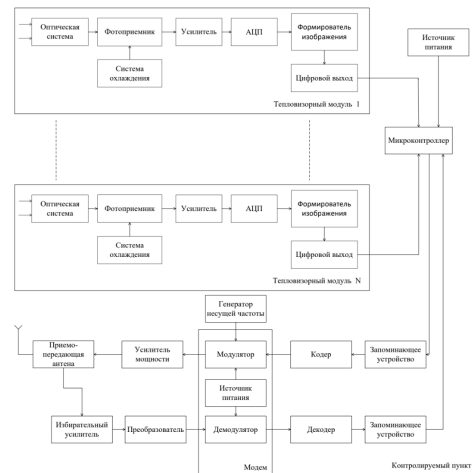 Оптическая
система
Фотоприемник
Усилитель
АЦП
Формирователь
изображения
Источник
питания
Система
охлаждения
Цифровой выход
Тепловизорный модуль 1
Микроконтроллер
Оптическая
система
Фотоприемник
Усилитель
АЦП
Формирователь
изображения
Система
охлаждения
Цифровой выход
Тепловизорный модуль N
Генератор
несущей частоты
Приемо-
передающая
антена
Усилитель
мощности
Модулятор
Кодер
Запоминающее
устройство
Источник
питания
Избирательный
усилитель
Преобразователь
Демодулятор
Декодер
Запоминающее
устройство
Модем
Контролируемый пункт